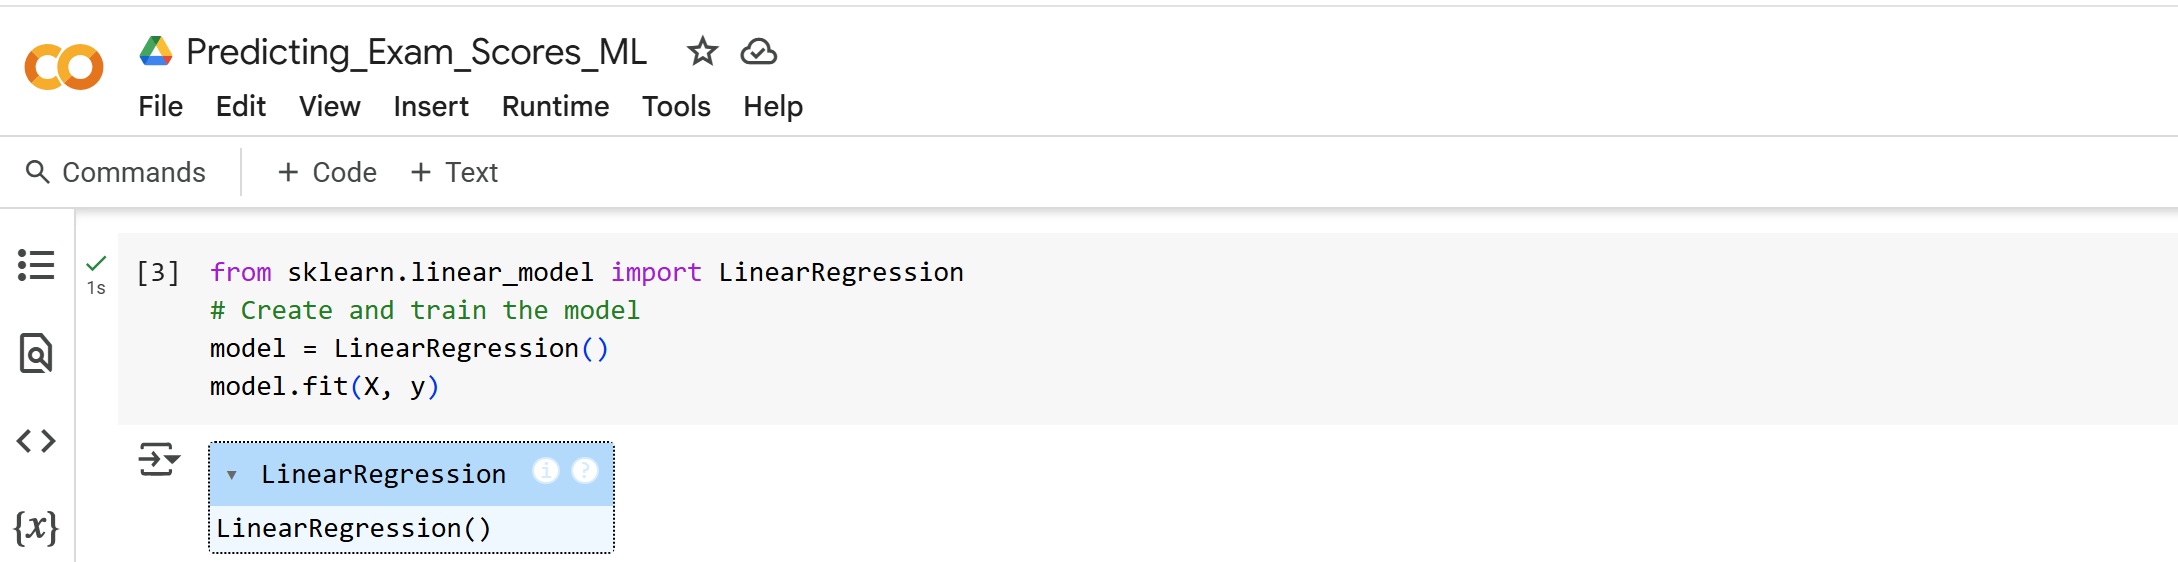 Predicting_Exam_Scores_ML
File Edit View Insert Runtime Tools Help
Commands + Code + Text
[3] from sklearn.linear_model import LinearRegression
1s
# Create and train the model
model = LinearRegression()
model.fit(X, y)
▾ LinearRegression i ?
LinearRegression()
{x}